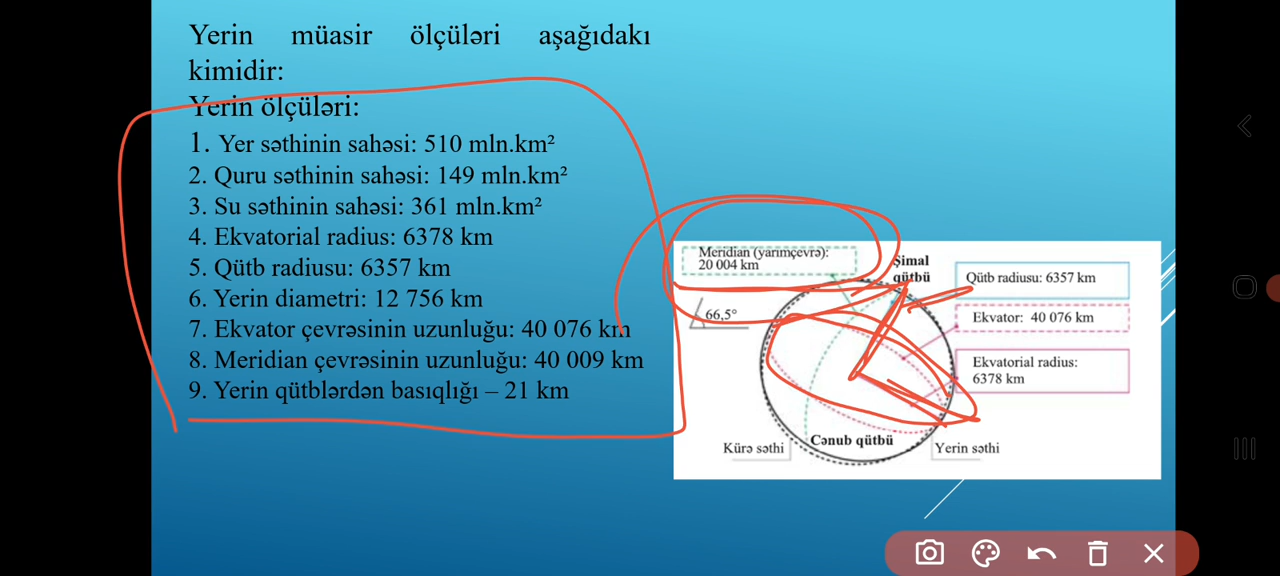 Yerin müasir ölçüləri aşağıdakı
kimidir:
Yerin ölçüləri:
1. Yer səthinin sahəsi: 510 mln.km²
2. Quru səthinin sahəsi: 149 mln.km²
3. Su səthinin sahəsi: 361 mln.km²
4. Ekvatorial radius: 6378 km
5. Qütb radiusu: 6357 km
6. Yerin diametri: 12 756 km
7. Ekvator çevrəsinin uzunluğu: 40 076 km
8. Meridian çevrəsinin uzunluğu: 40 009 km
9. Yerin qütblərdən basıqlığı – 21 km
Meridian (yarımçevrə):
20 004 km
Şimal
qütbü
Qütb radiusu: 6357 km
66,5°
Ekvator: 40 076 km
Ekvatorial radius:
6378 km
Cənub qütbü
Kürə səthi
Yerin səthi